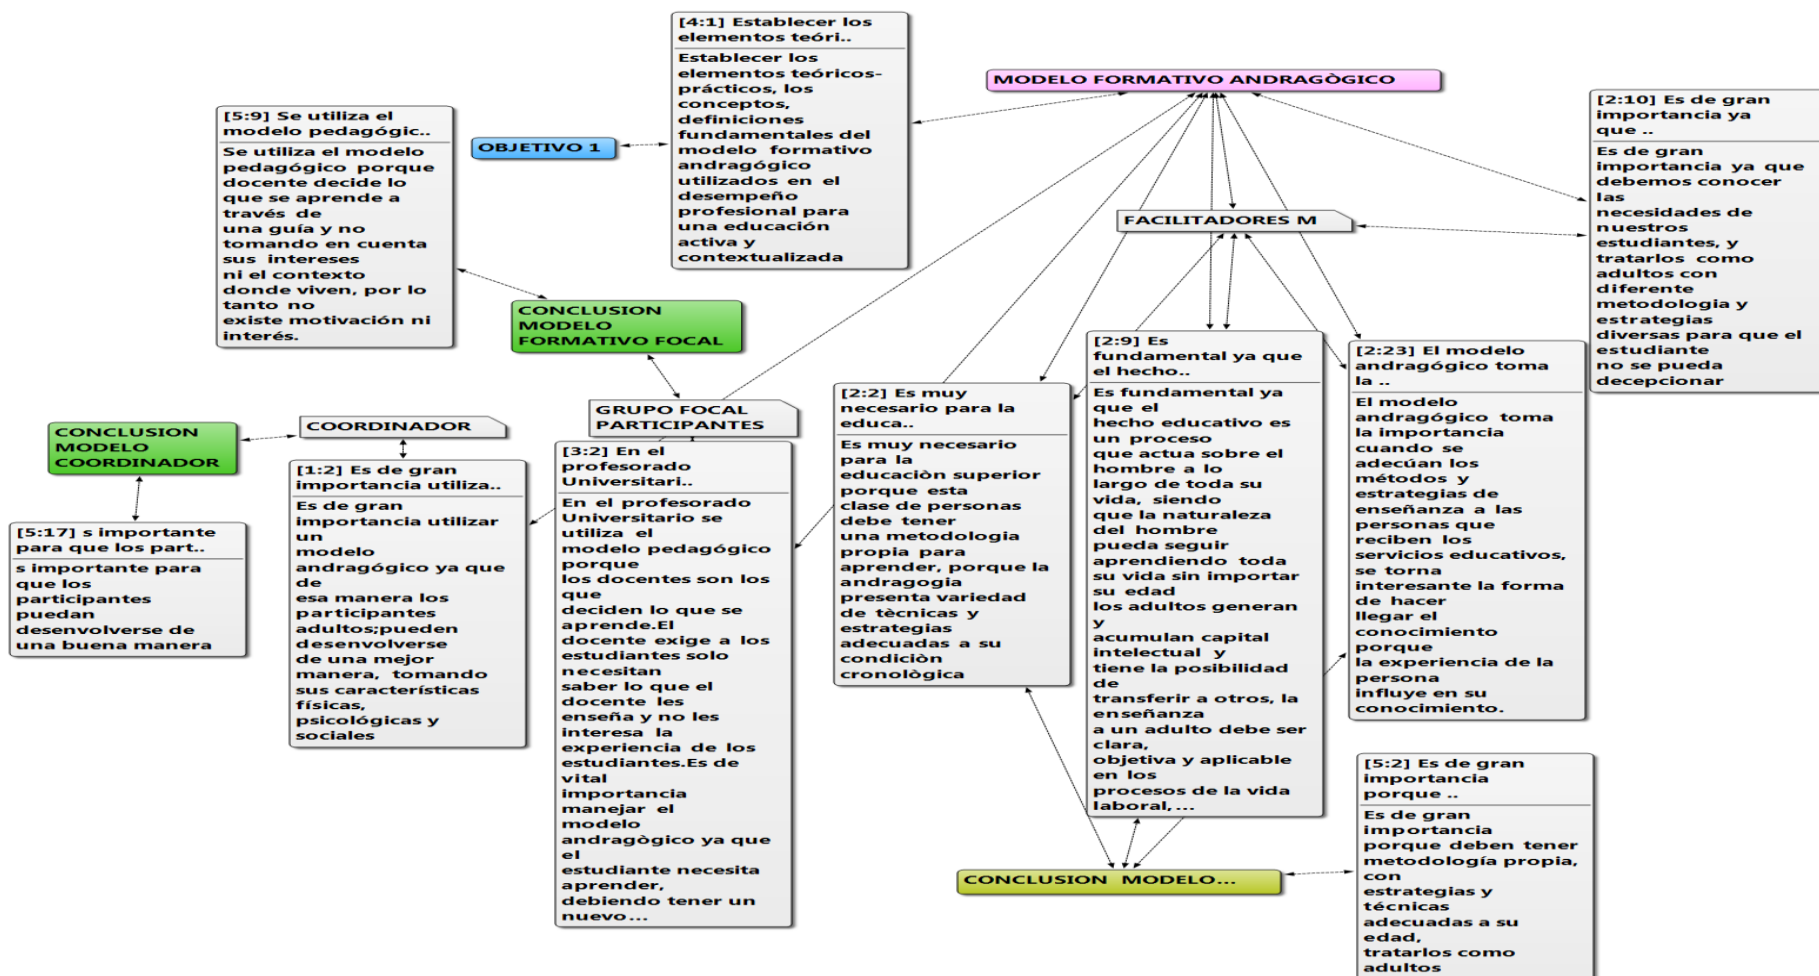 [4:1] Establecer los
elementos teóri..
Establecer los
elementos teóricos-
prácticos, los
conceptos,
definiciones
fundamentales del
modelo formativo
andragógico
utilizados en el
desempeño
profesional para
una educación
activa y
contextualizada
MODELO FORMATIVO ANDRAGÒGICO
[2:10] Es de gran
importancia ya
que ..
Es de gran
importancia ya que
debemos conocer
las
necesidades de
nuestros
estudiantes, y
tratarlos como
adultos con
diferente
metodologia y
estrategias
diversas para que el
estudiante
no se pueda
decepcionar
[5:9] Se utiliza el
modelo pedagógic..
Se utiliza el modelo
pedagógico porque
docente decide lo
que se aprende a
través de
una guía y no
tomando en cuenta
sus intereses
ni el contexto
donde viven, por lo
tanto no
existe motivación ni
interés.
OBJETIVO 1
FACILITADORES M
CONCLUSION
MODELO
FORMATIVO FOCAL
GRUPO FOCAL
PARTICIPANTES
COORDINADOR
CONCLUSION
MODELO
COORDINADOR
[5:17] s importante
para que los part..
s importante para
que los
participantes
puedan
desenvolverse de
una buena manera
[1:2] Es de gran
importancia utiliza..
Es de gran
importancia utilizar
un
modelo
andragógico ya que
de
esa manera los
participantes
adultos;pueden
desenvolverse
de una mejor
manera, tomando
sus características
físicas,
psicológicas y
sociales
[3:2] En el
profesorado
Universitari..
En el profesorado
Universitario se
utiliza el
modelo pedagógico
porque
los docentes son los
que
deciden lo que se
aprende.El
docente exige a los
estudiantes solo
necesitan
saber lo que el
docente les
enseña y no les
interesa la
experiencia de los
estudiantes.Es de
vital
importancia
manejar el
modelo
andragògico ya que
el
estudiante necesita
aprender,
debiendo tener un
nuevo...
[2:2] Es muy
necesario para la
educa..
Es muy necesario
para la
educaciòn superior
porque esta
clase de personas
debe tener
una metodologia
propia para
aprender, porque la
andragogia
presenta variedad
de tècnicas y
estrategias
adecuadas a su
condiciòn
cronològica
[2:9] Es
fundamental ya que
el hecho..
Es fundamental ya
que el
hecho educativo es
un proceso
que actua sobre el
hombre a lo
largo de toda su
vida, siendo
que la naturaleza
del hombre
pueda seguir
aprendiendo toda
su vida sin importar
su edad
los adultos generan
y
acumulan capital
intelectual y
tiene la posibilidad
de
transferir a otros, la
enseñanza
a un adulto debe ser
clara,
objetiva y aplicable
en los
procesos de la vida
laboral,...
[2:23] El modelo
andragógico toma
la ..
El modelo
andragógico toma
la importancia
cuando se
adecúan los
métodos y
estrategias de
enseñanza a las
personas que
reciben los
servicios educativos,
se torna
interesante la forma
de hacer
llegar el
conocimiento
porque
la experiencia de la
persona
influye en su
conocimiento.
CONCLUSION MODELO...
[5:2] Es de gran
importancia
porque ..
Es de gran
importancia
porque deben tener
metodología propia,
con
estrategias y
técnicas
adecuadas a su
edad,
tratarlos como
adultos